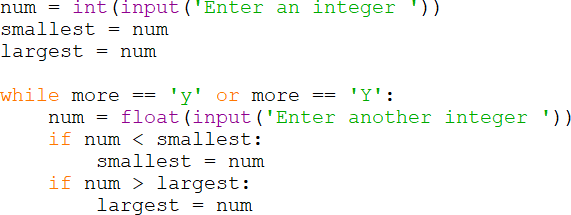 num = int(input('Enter an integer '))
smallest = num
largest = num
while more == 'y' or more == 'Y':
    num = float(input('Enter another integer '))
    if num < smallest:
        smallest = num
    if num > largest:
        largest = num